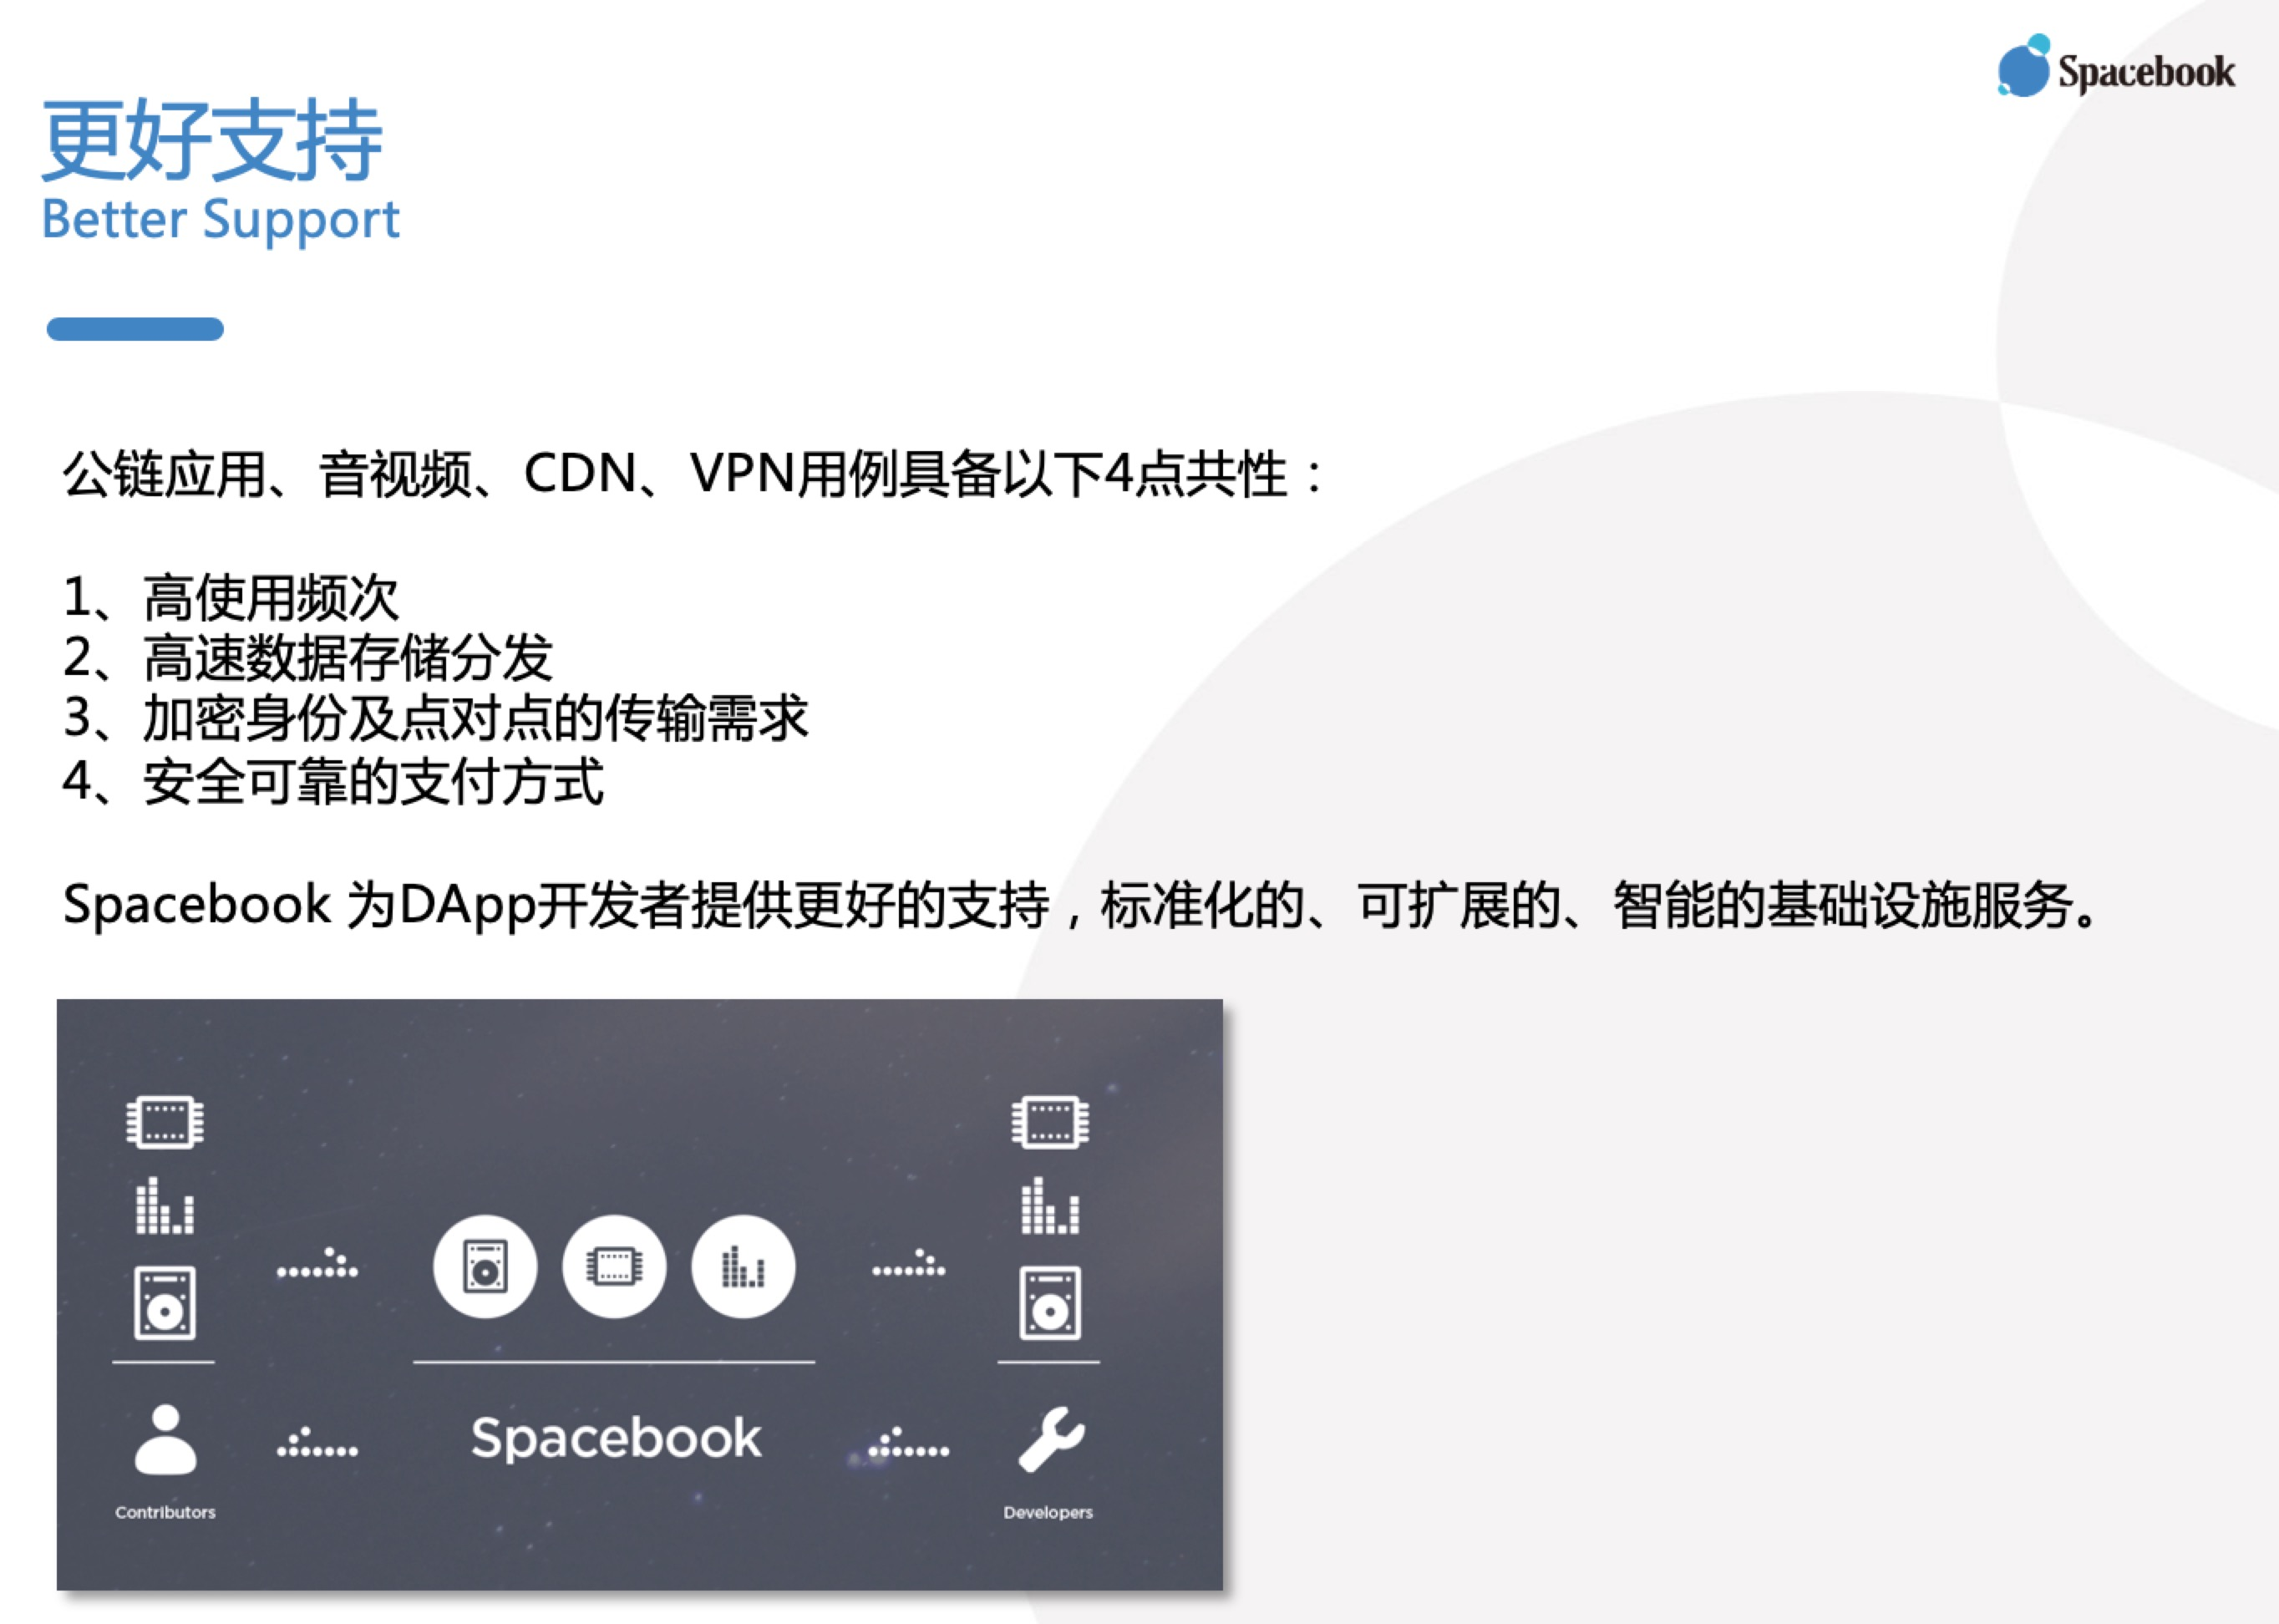 Spacebook
更好支持
Better Support
公链应用、音视频、CDN、VPN用例具备以下4点共性：
1、高使用频次
2、高速数据存储分发
3、加密身份及点对点的传输需求
4、安全可靠的支付方式
Spacebook 为DApp开发者提供更好的支持，标准化的、可扩展的、智能的基础设施服务。
Spacebook
Contributors
Developers